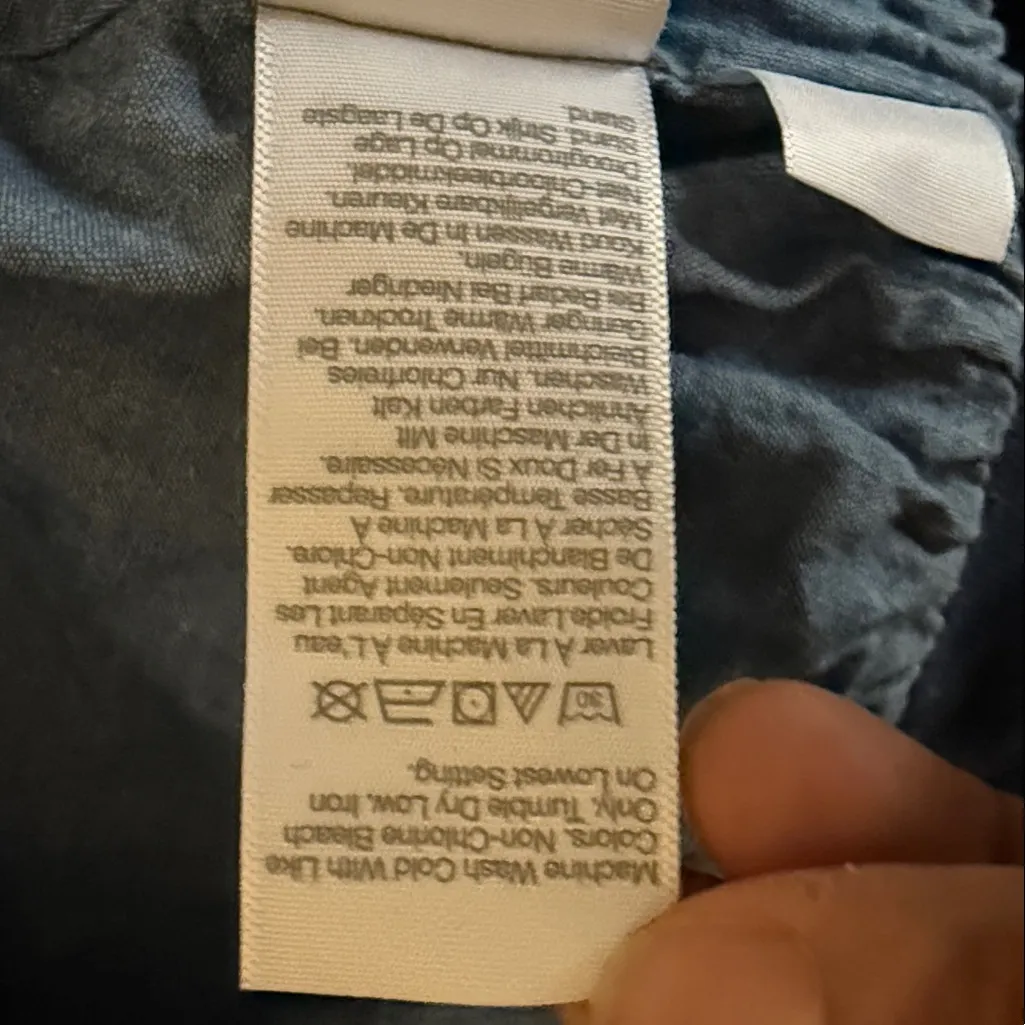 Machine Wash Cold With Like
Colors. Non-Chlorine Bleach
Only. Tumble Dry Low. Iron
On Lowest Setting.
30
Laver À La Machine À L'eau
Froide.Laver En Séparant Les
Couleurs. Seulement Agent
De Blanchiment Non-Chlore.
Sécher À La Machine À
Basse Température. Repasser
À Fer Doux Si Nécessaire.
In Der Maschine Mit
Ähnlichen Farben Kalt
Waschen. Nur Chlorfreies
Bleichmittel Verwenden. Bei
Geringer Wärme Trocknen.
Bei Bedarf Bei Niedriger
Wärme Bugeln.
Koud Wassen In De Machine
Met Vergelijkbare Kleuren.
Niet-Chloorbleekmiddel.
Droogtrommel Op Lage
Stand. Strijk Op De Laagste
Stand.